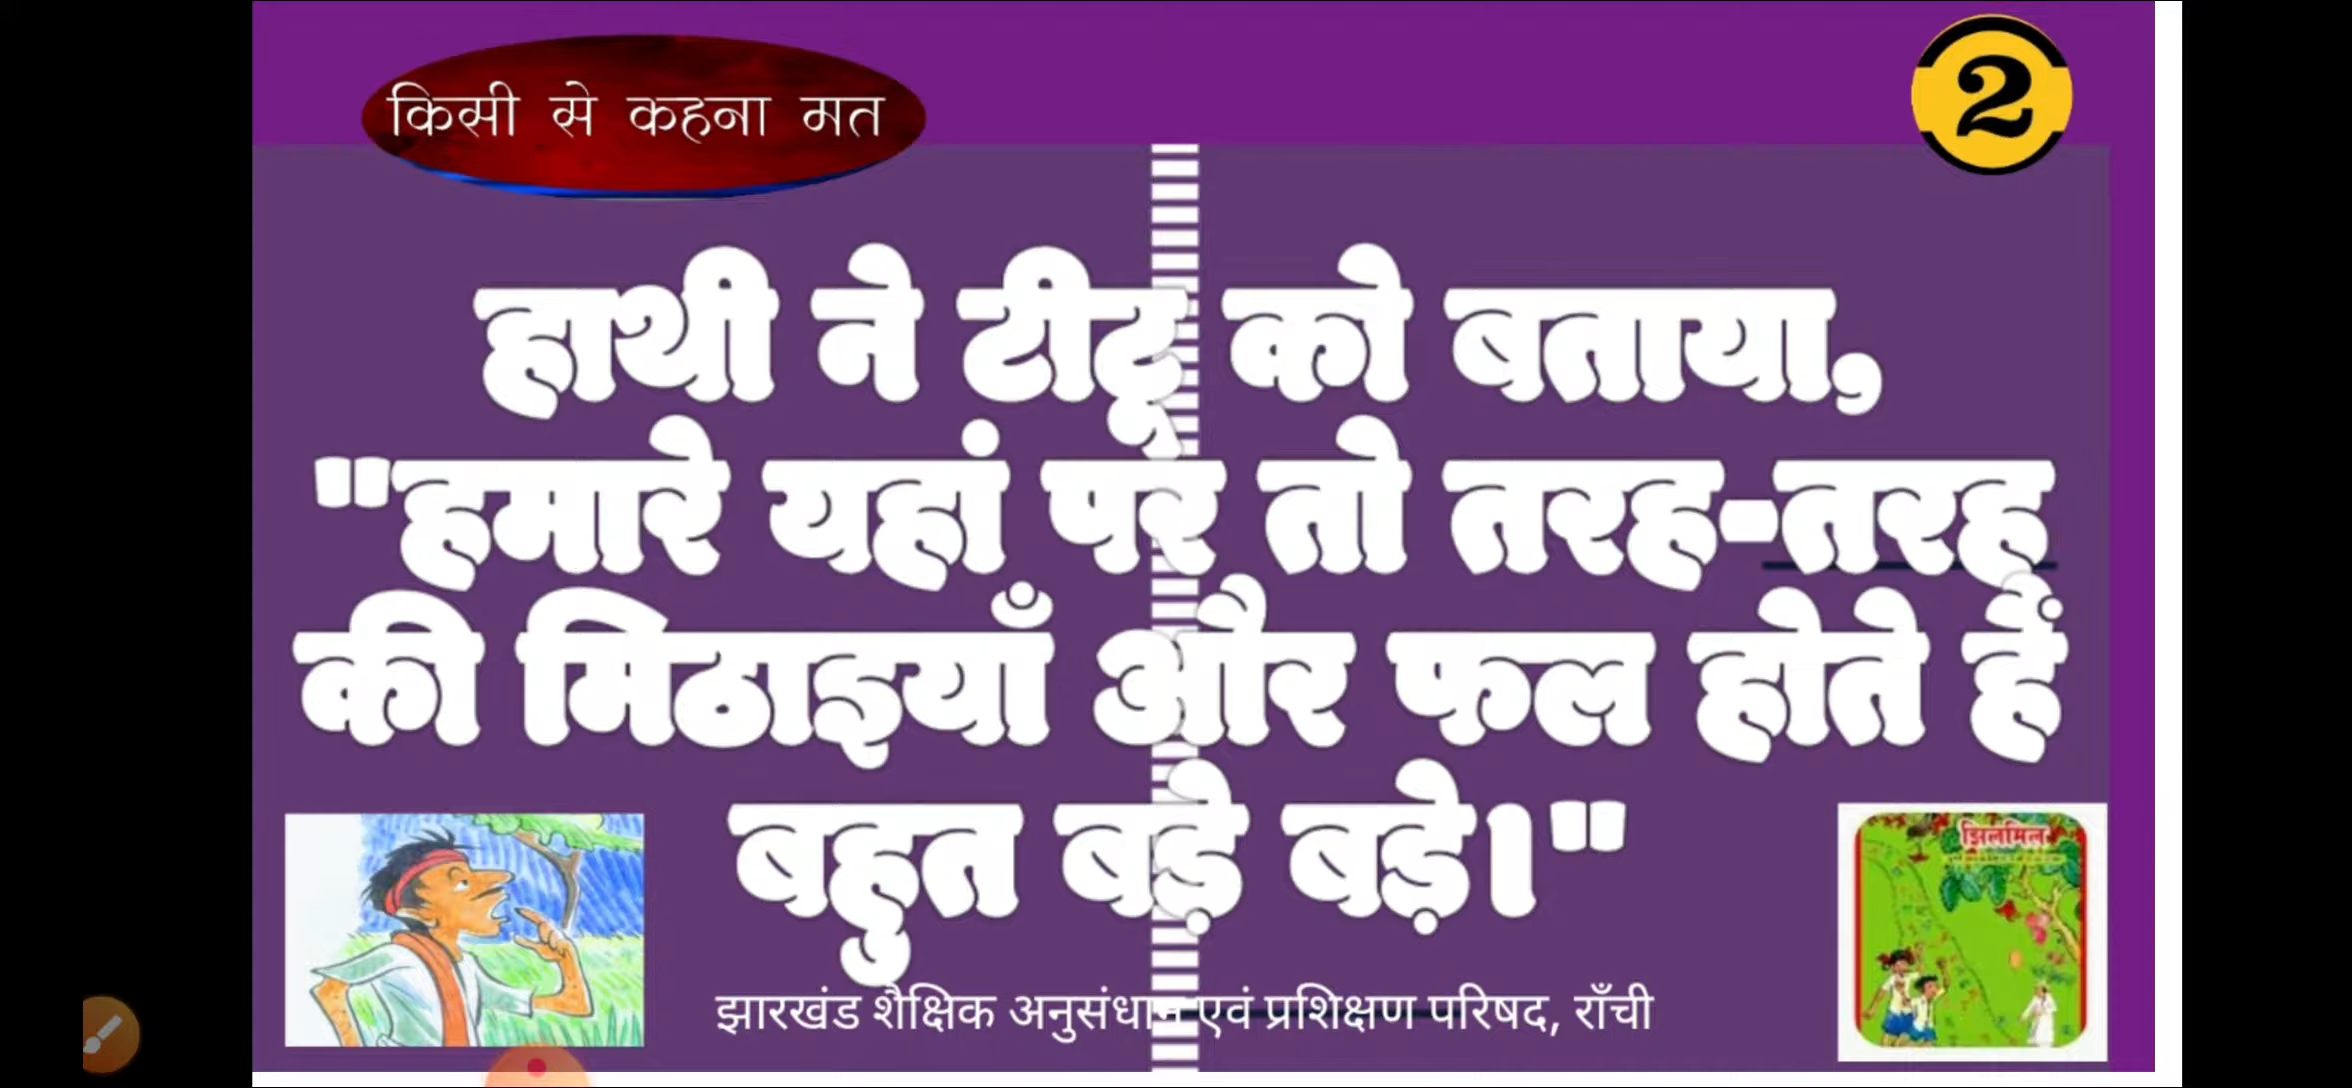 किसी से कहना मत
2
हाथी ने टीटू को बताया,
"हमारे यहां पर तो तरह-तरह
की मिठाइयाँ और फल होते हैं
बहुत बड़े बड़े।"
झिलमिल
झारखंड शैक्षिक अनुसंधान एवं प्रशिक्षण परिषद, राँची